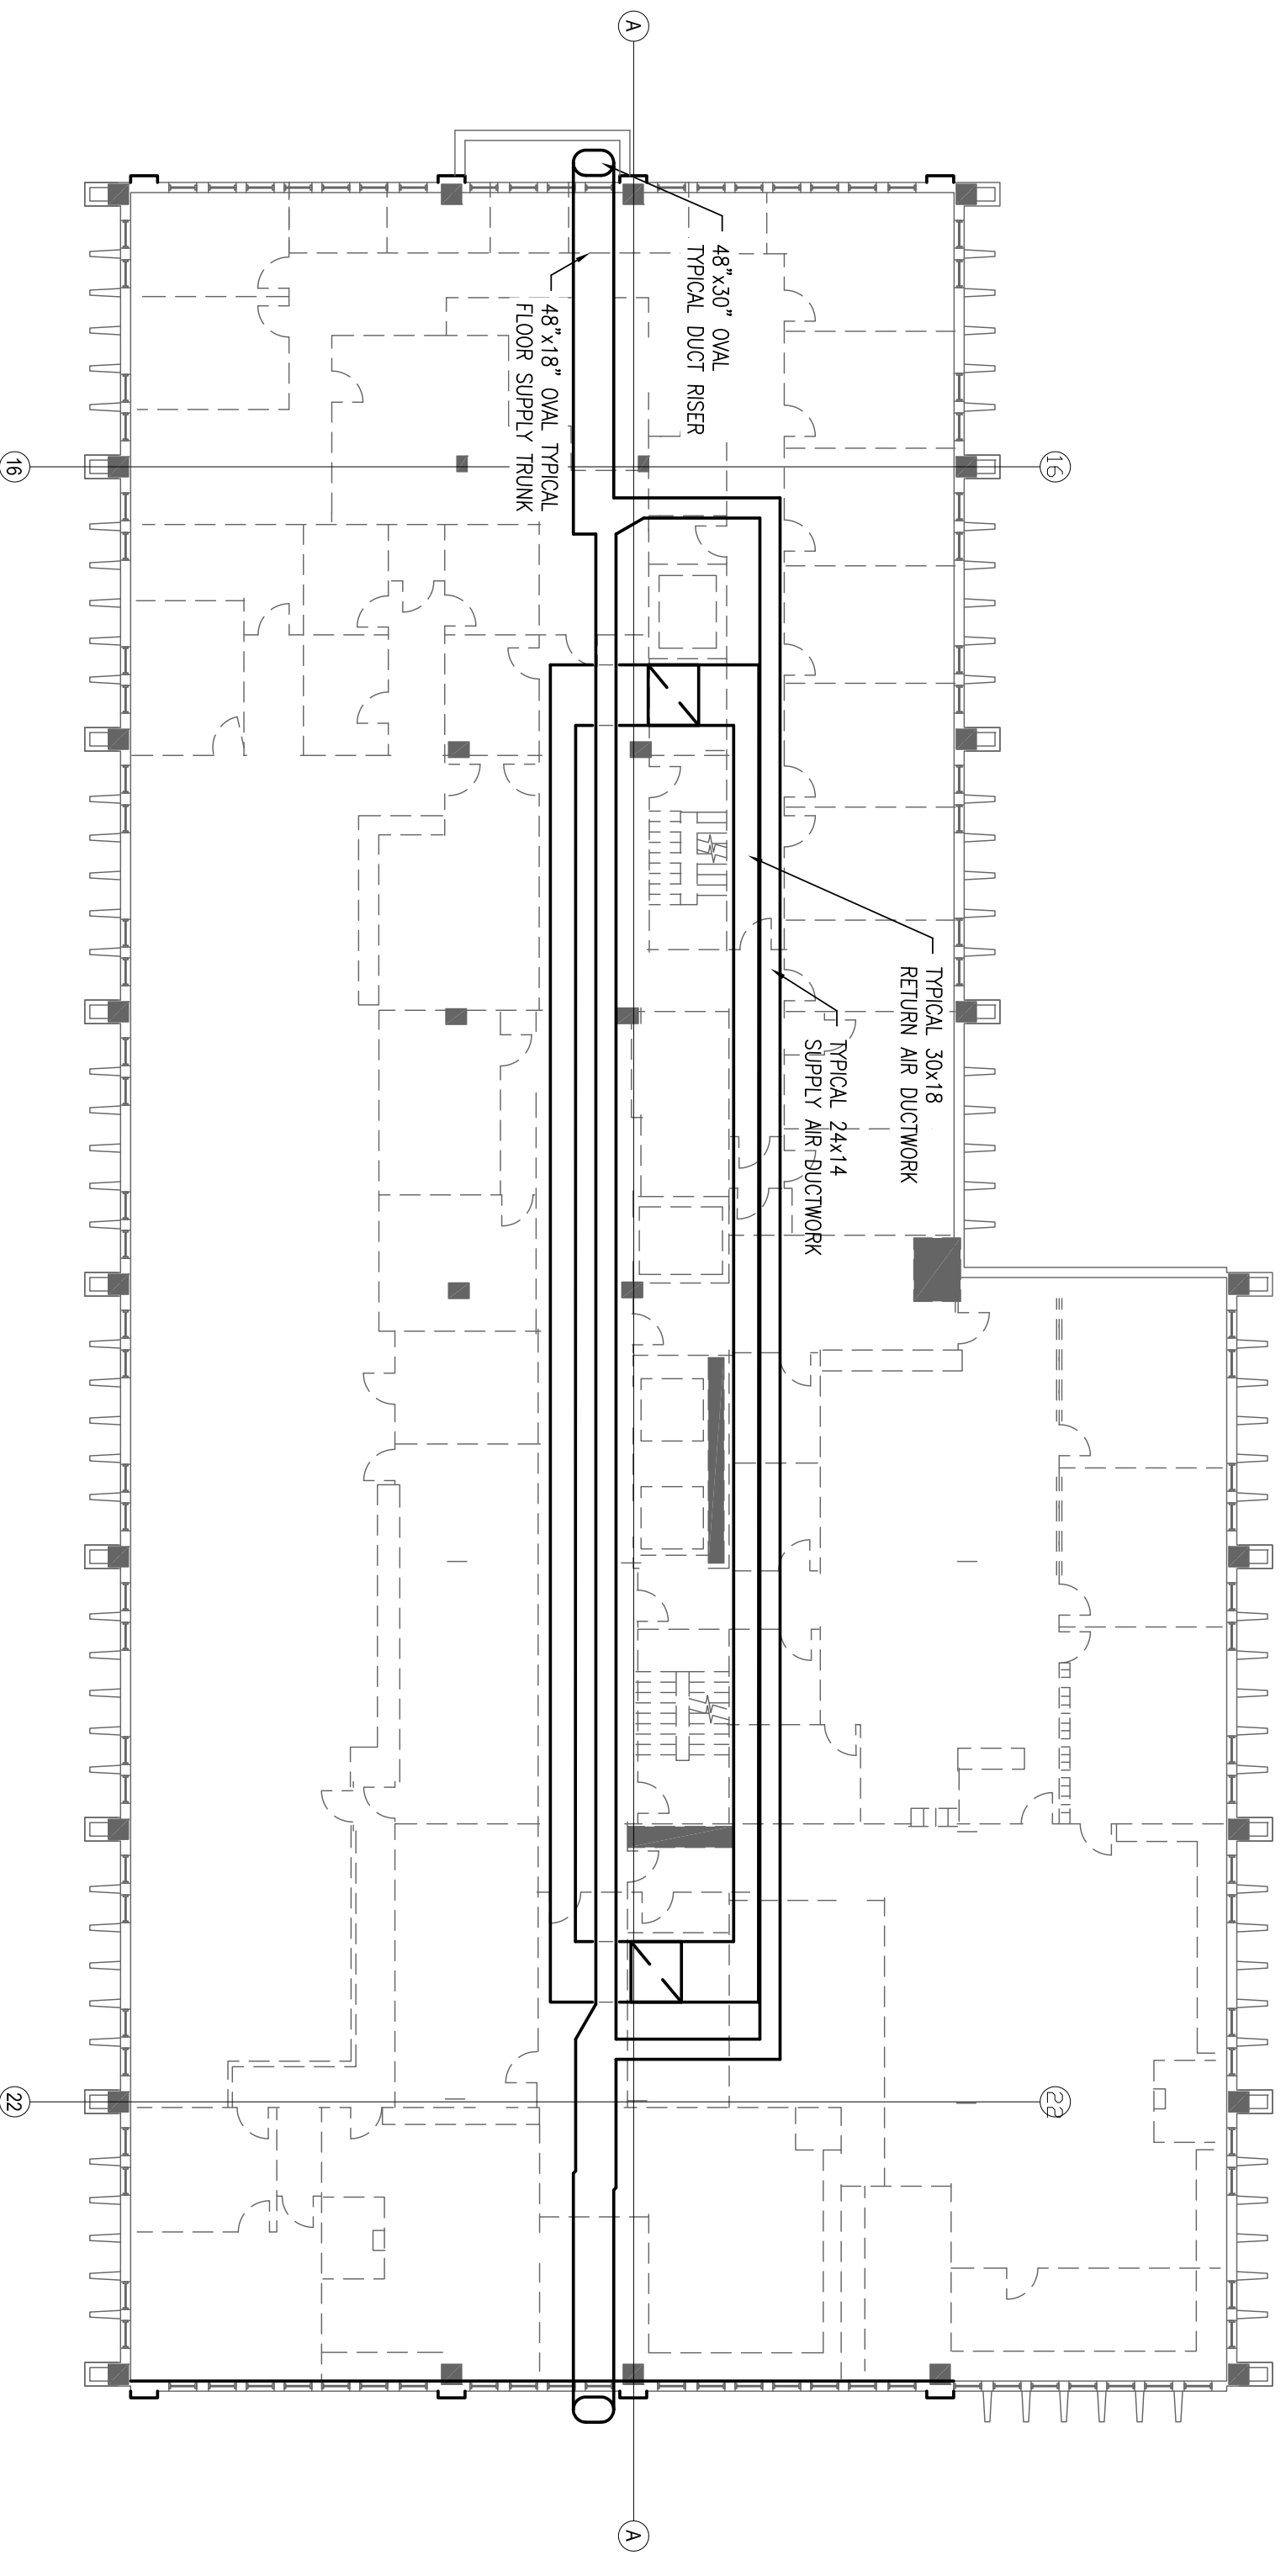 A
48"x30" OVAL
TYPICAL DUCT RISER
48"x18" OVAL TYPICAL
FLOOR SUPPLY TRUNK
16
16
TYPICAL 30x18
RETURN AIR DUCTWORK
TYPICAL 24x14
SUPPLY AIR DUCTWORK
22
22
A